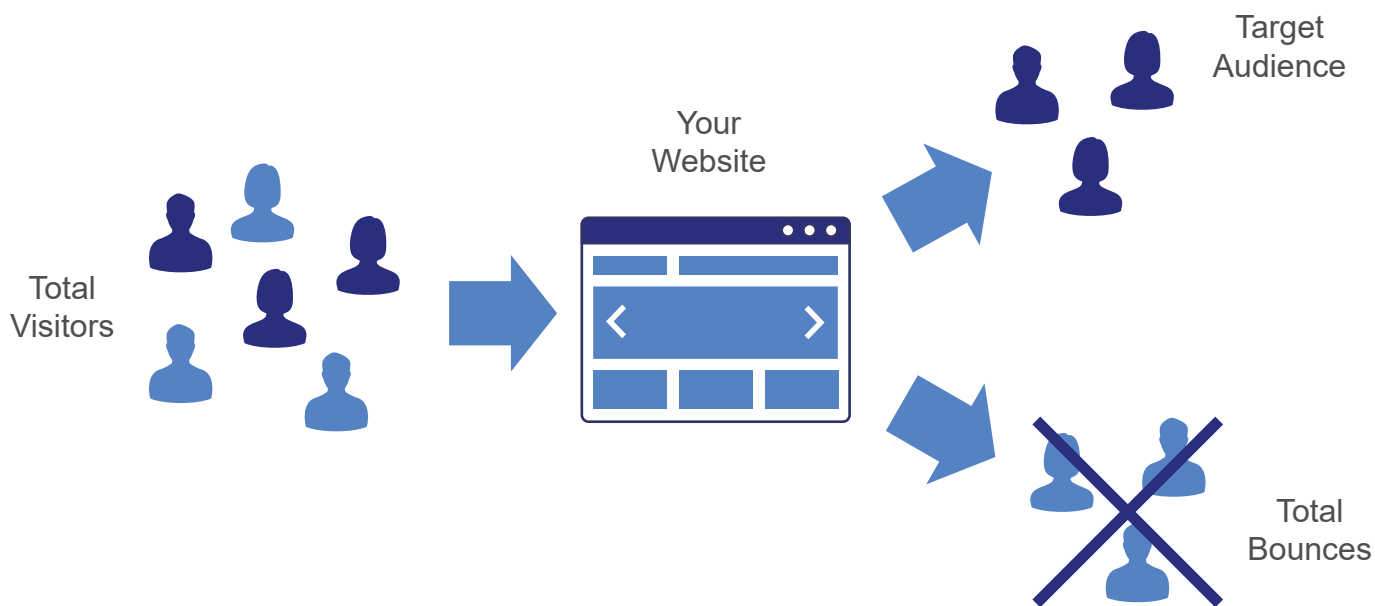 Total
Visitors
Your
Website
Target
Audience
Total
Bounces